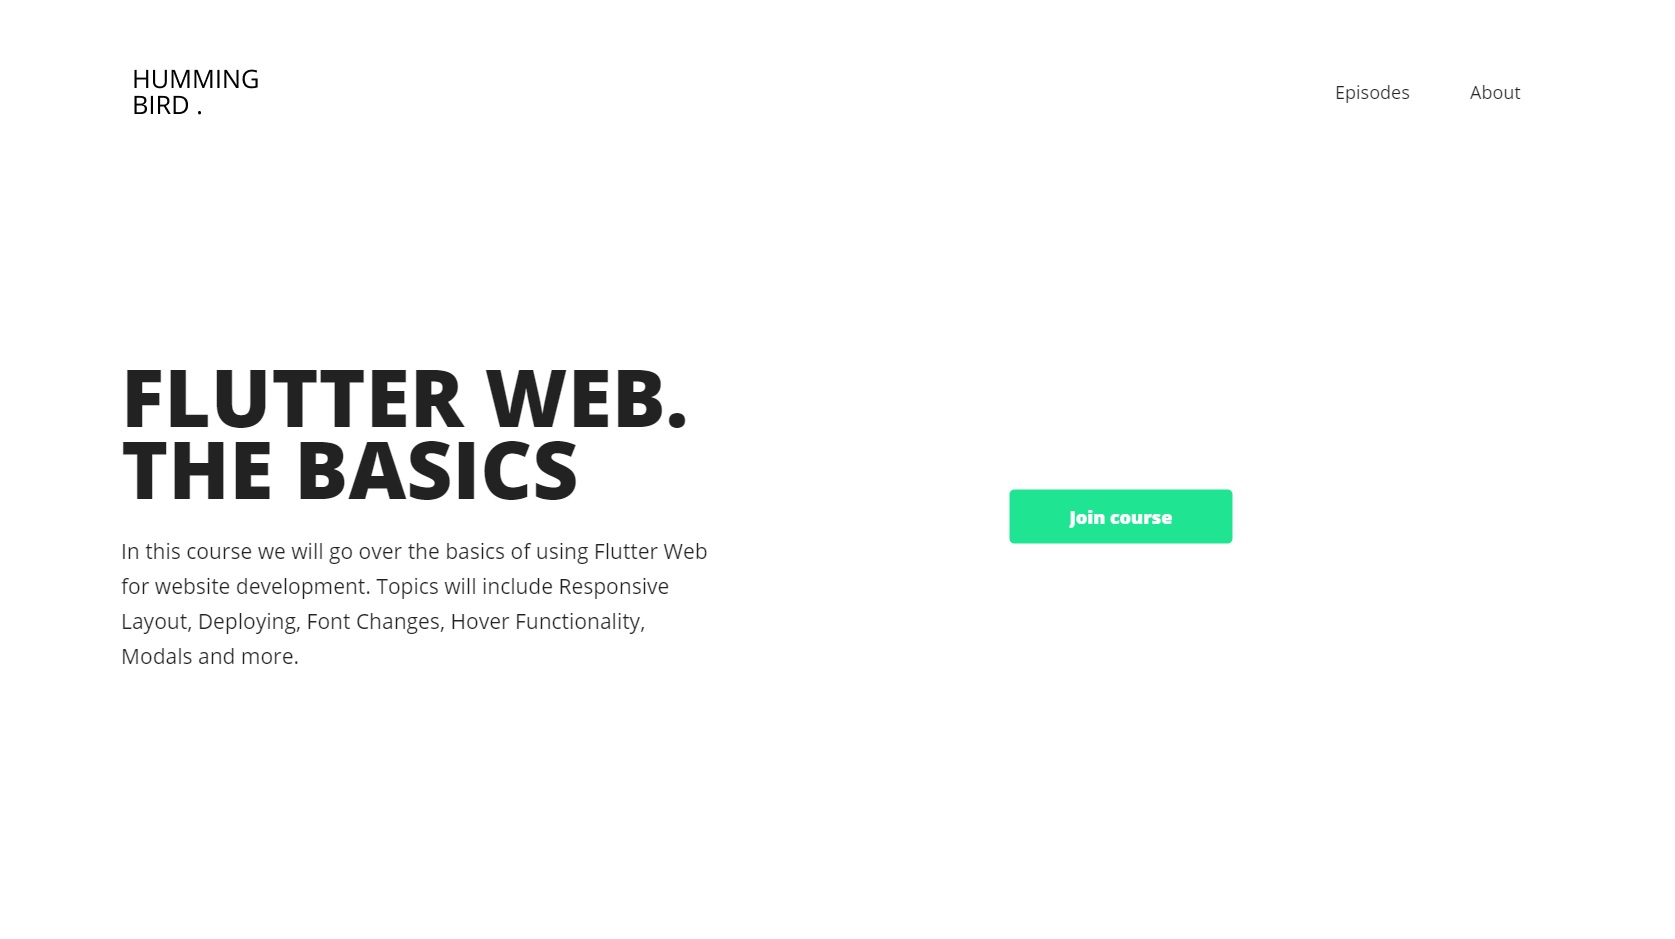 HUMMING
BIRD .
Episodes
About
FLUTTER WEB.
THE BASICS
In this course we will go over the basics of using Flutter Web
for website development. Topics will include Responsive
Layout, Deploying, Font Changes, Hover Functionality,
Modals and more.
Join course